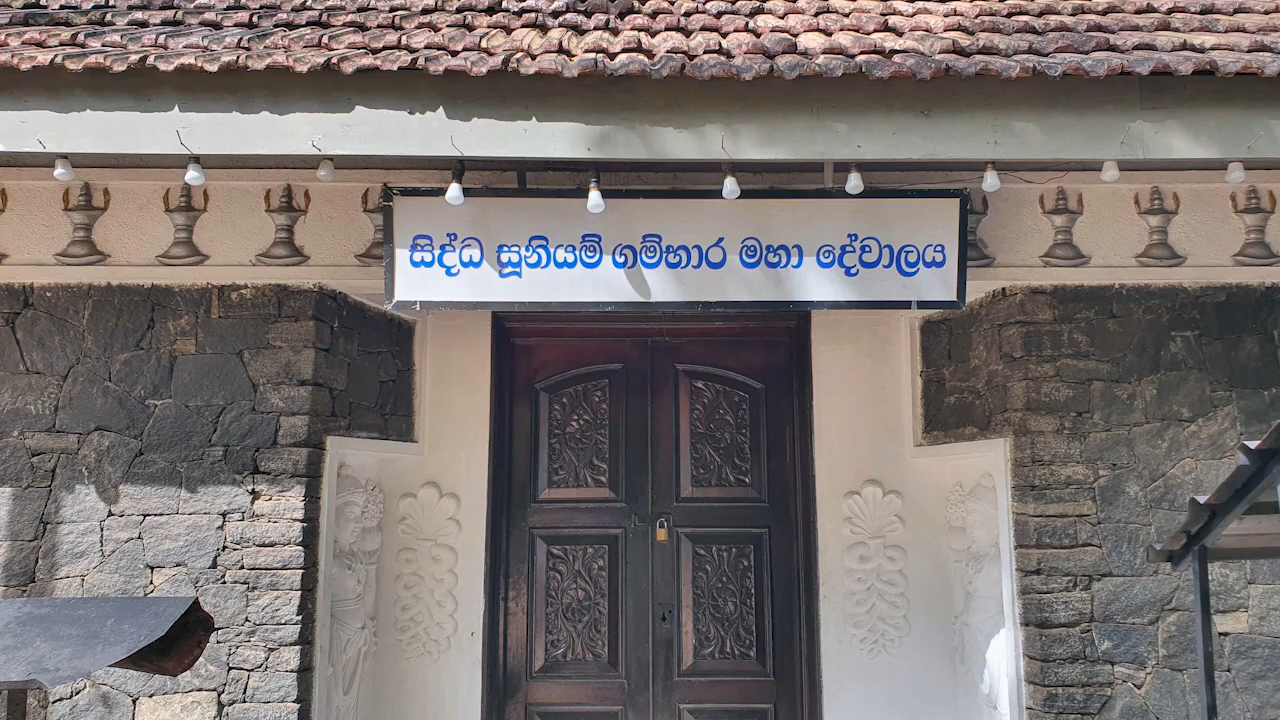 සිද්ධ සූනියම් ගම්භාර මහා දේවාලය